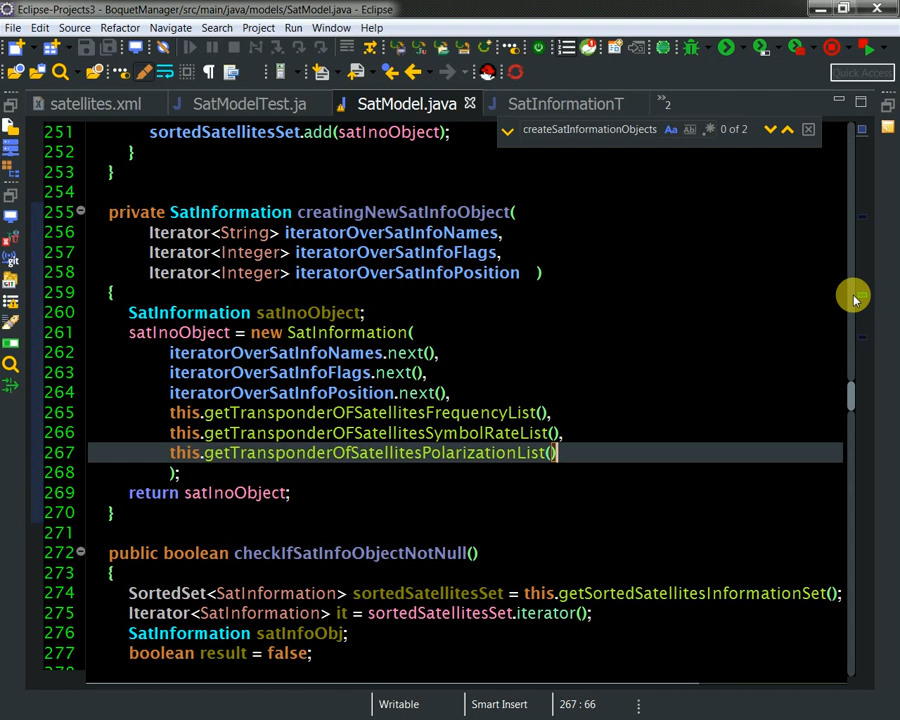 Eclipse-Projects3 - BoquetManager/src/main/java/models/SatModel.java - Eclipse
File Edit Source Refactor Navigate Search Project Run Window Help
Quick Access
satellites.xml SatModelTest.ja SatModel.java SatInformationT »2
createSatInformationObjects Aa Ab 0 of 2
251 sortedSatellitesSet.add(satInoObject);
252 }
253 }
254
255 private SatInformation creatingNewSatInfoObject(
256 Iterator<String> iteratorOverSatInfoNames,
257 Iterator<Integer> iteratorOverSatInfoFlags,
258 Iterator<Integer> iteratorOverSatInfoPosition )
259 {
260 SatInformation satInoObject;
261 satInoObject = new SatInformation(
262 iteratorOverSatInfoNames.next(),
263 iteratorOverSatInfoFlags.next(),
264 iteratorOverSatInfoPosition.next(),
265 this.getTransponderOFSatellitesFrequencyList(),
266 this.getTransponderOFSatellitesSymbolRateList(),
267 this.getTransponderOfSatellitesPolarizationList()
268 );
269 return satInoObject;
270 }
271
272 public boolean checkIfSatInfoObjectNotNull()
273 {
274 SortedSet<SatInformation> sortedSatellitesSet = this.getSortedSatellitesInformationSet();
275 Iterator<SatInformation> it = sortedSatellitesSet.iterator();
276 SatInformation satInfoObj;
277 boolean result = false;
Writable Smart Insert 267 : 66